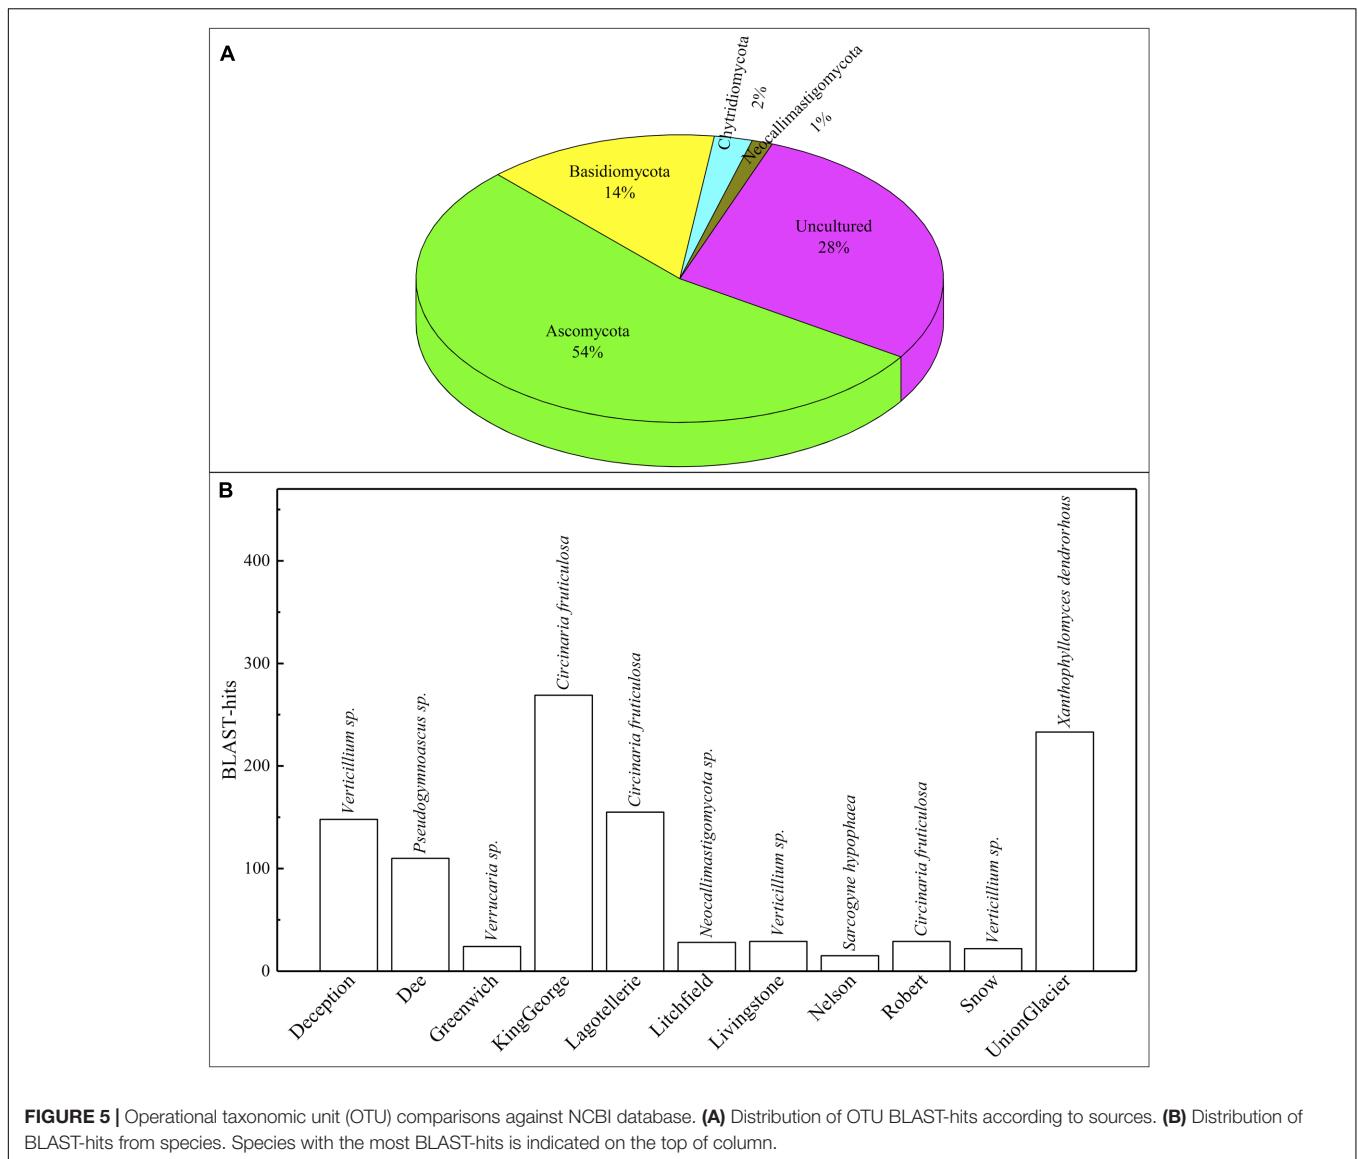 A
Chytridiomycota
2%
Neocallimastigomycota
1%
Basidiomycota
14%
Uncultured
28%
Ascomycota
54%
B
BLAST-hits
400
300
200
100
0
Verticillium sp.
Pseudogymnoascus sp.
Verrucaria sp.
Circinaria fruticulosa
Circinaria fruticulosa
Neocallimastigomycota sp.
Verticillium sp.
Sarcogyne hypophaea
Circinaria fruticulosa
Verticillium sp.
Xanthophyllomyces dendrorhous
Deception
Dee
Greenwich
KingGeorge
Lagotellerie
Litchfield
Livingstone
Nelson
Robert
Snow
UnionGlacier
FIGURE 5 | Operational taxonomic unit (OTU) comparisons against NCBI database. (A) Distribution of OTU BLAST-hits according to sources. (B) Distribution of
BLAST-hits from species. Species with the most BLAST-hits is indicated on the top of column.